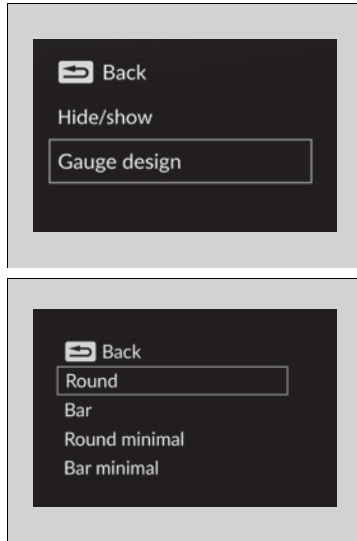 Back
Hide/show
Gauge design
Back
Round
Bar
Round minimal
Bar minimal